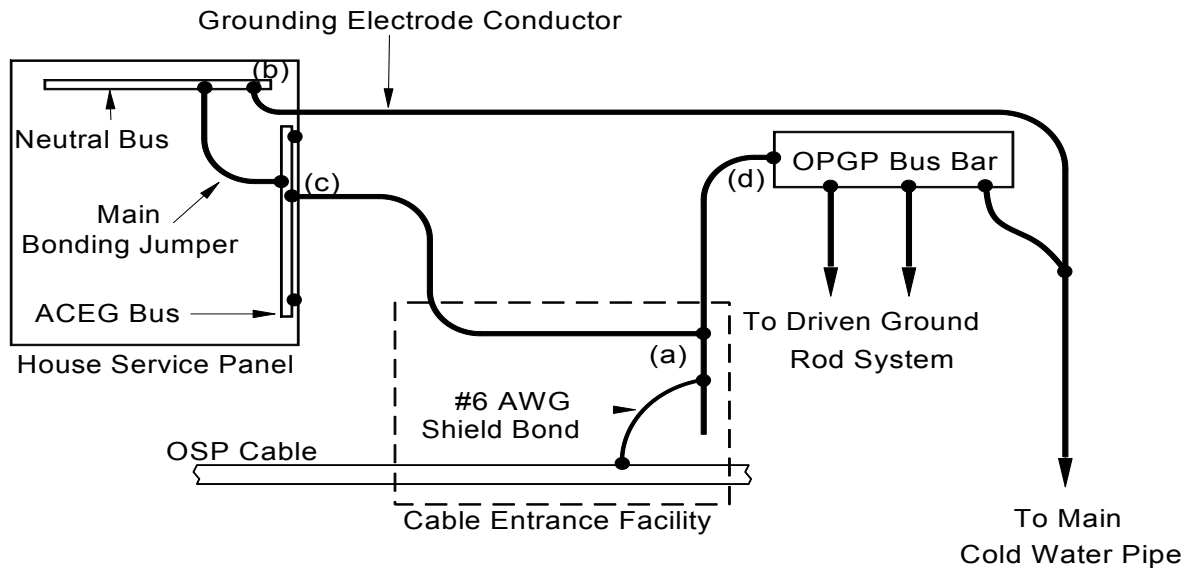 Grounding Electrode Conductor
(b)
Neutral Bus
OPGP Bus Bar
(c)
(d)
Main
Bonding Jumper
ACEG Bus
To Driven Ground
Rod System
House Service Panel
(a)
#6 AWG
Shield Bond
OSP Cable
Cable Entrance Facility
To Main
Cold Water Pipe